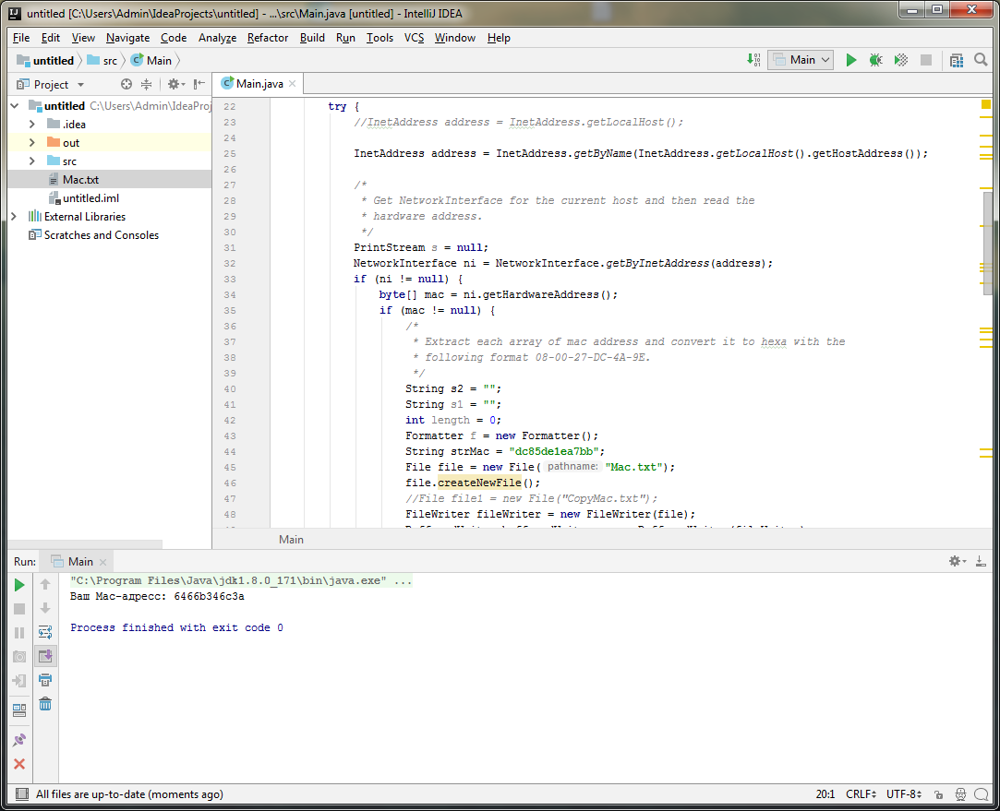 untitled [C:\Users\Admin\IdeaProjects\untitled] - ...\src\Main.java [untitled] - IntelliJ IDEA
File Edit View Navigate Code Analyze Refactor Build Run Tools VCS Window Help
untitled src Main
Main
Project
Main.java
untitled C:\Users\Admin\IdeaProj
.idea
out
src
Mac.txt
untitled.iml
External Libraries
Scratches and Consoles
22 try {
23 //InetAddress address = InetAddress.getLocalHost();
24
25 InetAddress address = InetAddress.getByName(InetAddress.getLocalHost().getHostAddress());
26
27 /*
28 * Get NetworkInterface for the current host and then read the
29 * hardware address.
30 */
31 PrintStream s = null;
32 NetworkInterface ni = NetworkInterface.getByInetAddress(address);
33 if (ni != null) {
34 byte[] mac = ni.getHardwareAddress();
35 if (mac != null) {
36 /*
37 * Extract each array of mac address and convert it to hexa with the
38 * following format 08-00-27-DC-4A-9E.
39 */
40 String s2 = "";
41 String s1 = "";
42 int length = 0;
43 Formatter f = new Formatter();
44 String strMac = "dc85de1ea7bb";
45 File file = new File( pathname: "Mac.txt");
46 file.createNewFile();
47 //File file1 = new File("CopyMac.txt");
48 FileWriter fileWriter = new FileWriter(file);
Main
Run: Main
"C:\Program Files\Java\jdk1.8.0_171\bin\java.exe" ...
Ваш Mac-адресс: 6466b346c3a
Process finished with exit code 0
All files are up-to-date (moments ago)
20:1 CRLF UTF-8